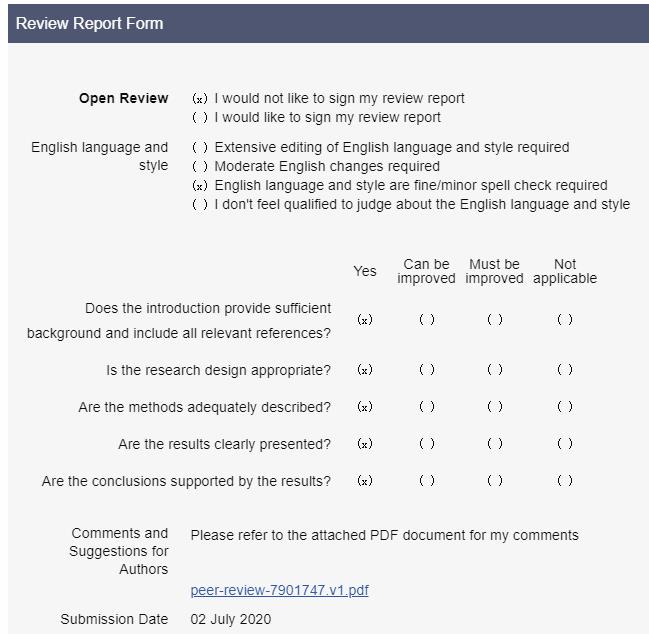 Review Report Form
Open Review
(x) I would not like to sign my review report
( ) I would like to sign my review report
English language and
style
( ) Extensive editing of English language and style required
( ) Moderate English changes required
(x) English language and style are fine/minor spell check required
( ) I don't feel qualified to judge about the English language and style
Yes
Can be
improved
Must be
improved
Not
applicable
Does the introduction provide sufficient
background and include all relevant references?
(x) ( ) ( ) ( )
Is the research design appropriate? (x) ( ) ( ) ( )
Are the methods adequately described? (x) ( ) ( ) ( )
Are the results clearly presented? (x) ( ) ( ) ( )
Are the conclusions supported by the results? (x) ( ) ( ) ( )
Comments and
Suggestions for
Authors
Please refer to the attached PDF document for my comments
peer-review-7901747.v1.pdf
Submission Date 02 July 2020